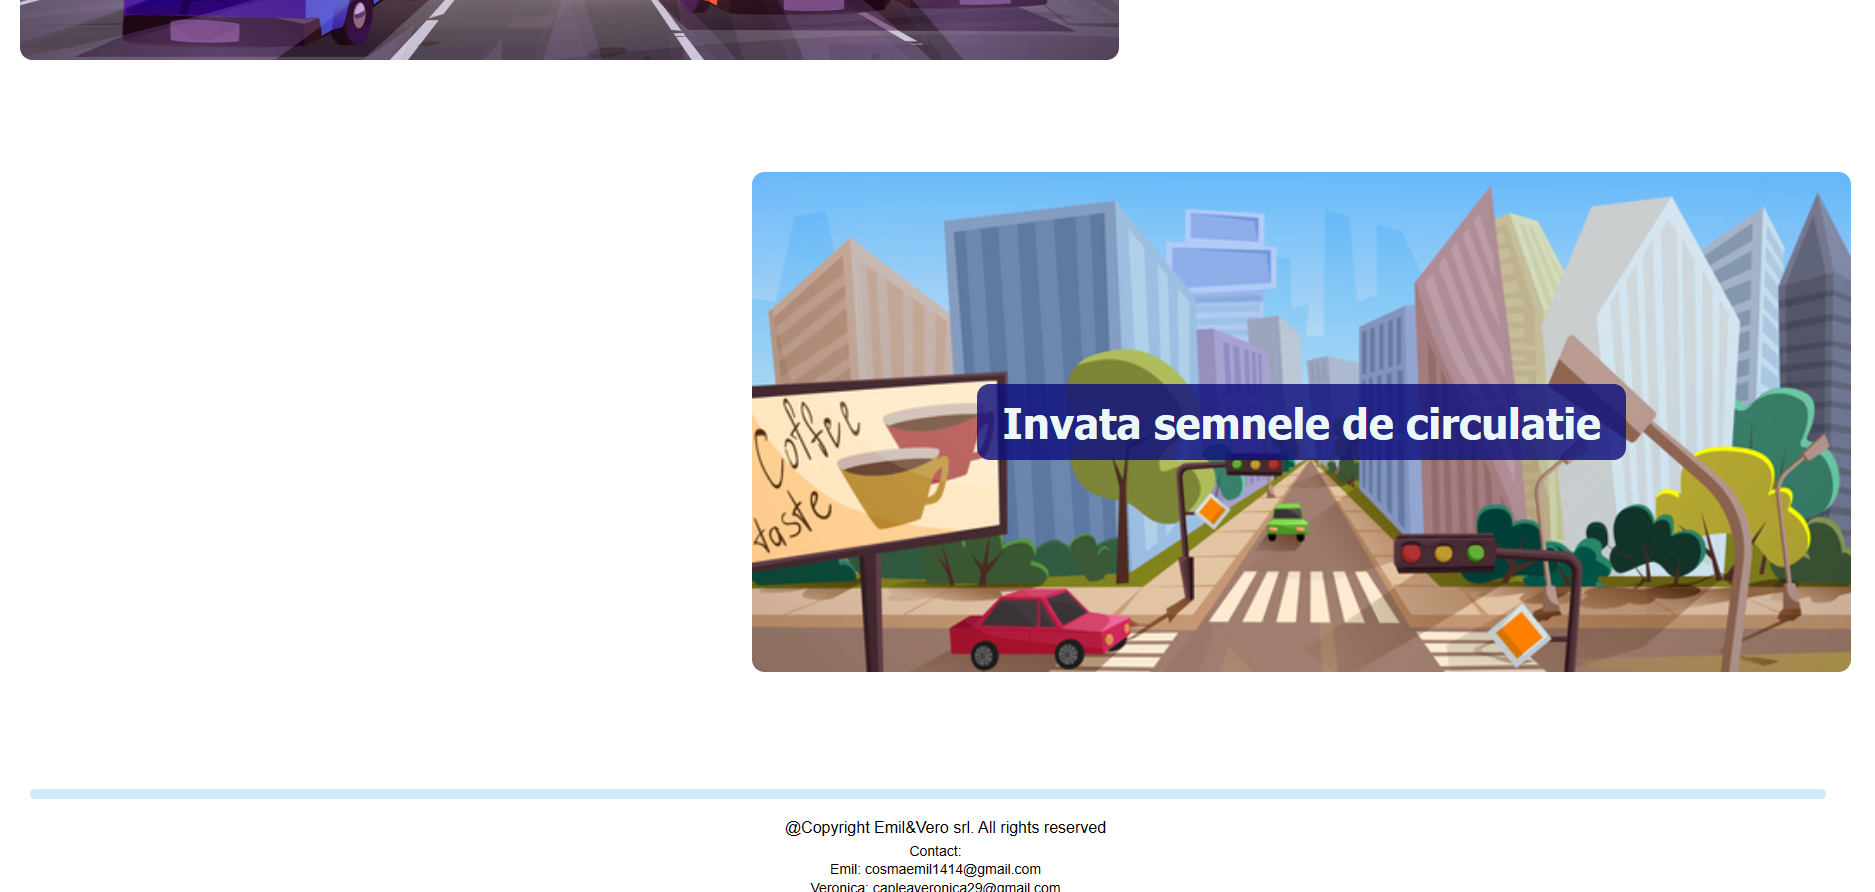 Invata semnele de circulatie
Coffee
taste
@Copyright Emil&Vero srl. All rights reserved
Contact:
Emil: cosmaemil1414@gmail.com
Veronica: capleaveronica29@gmail.com